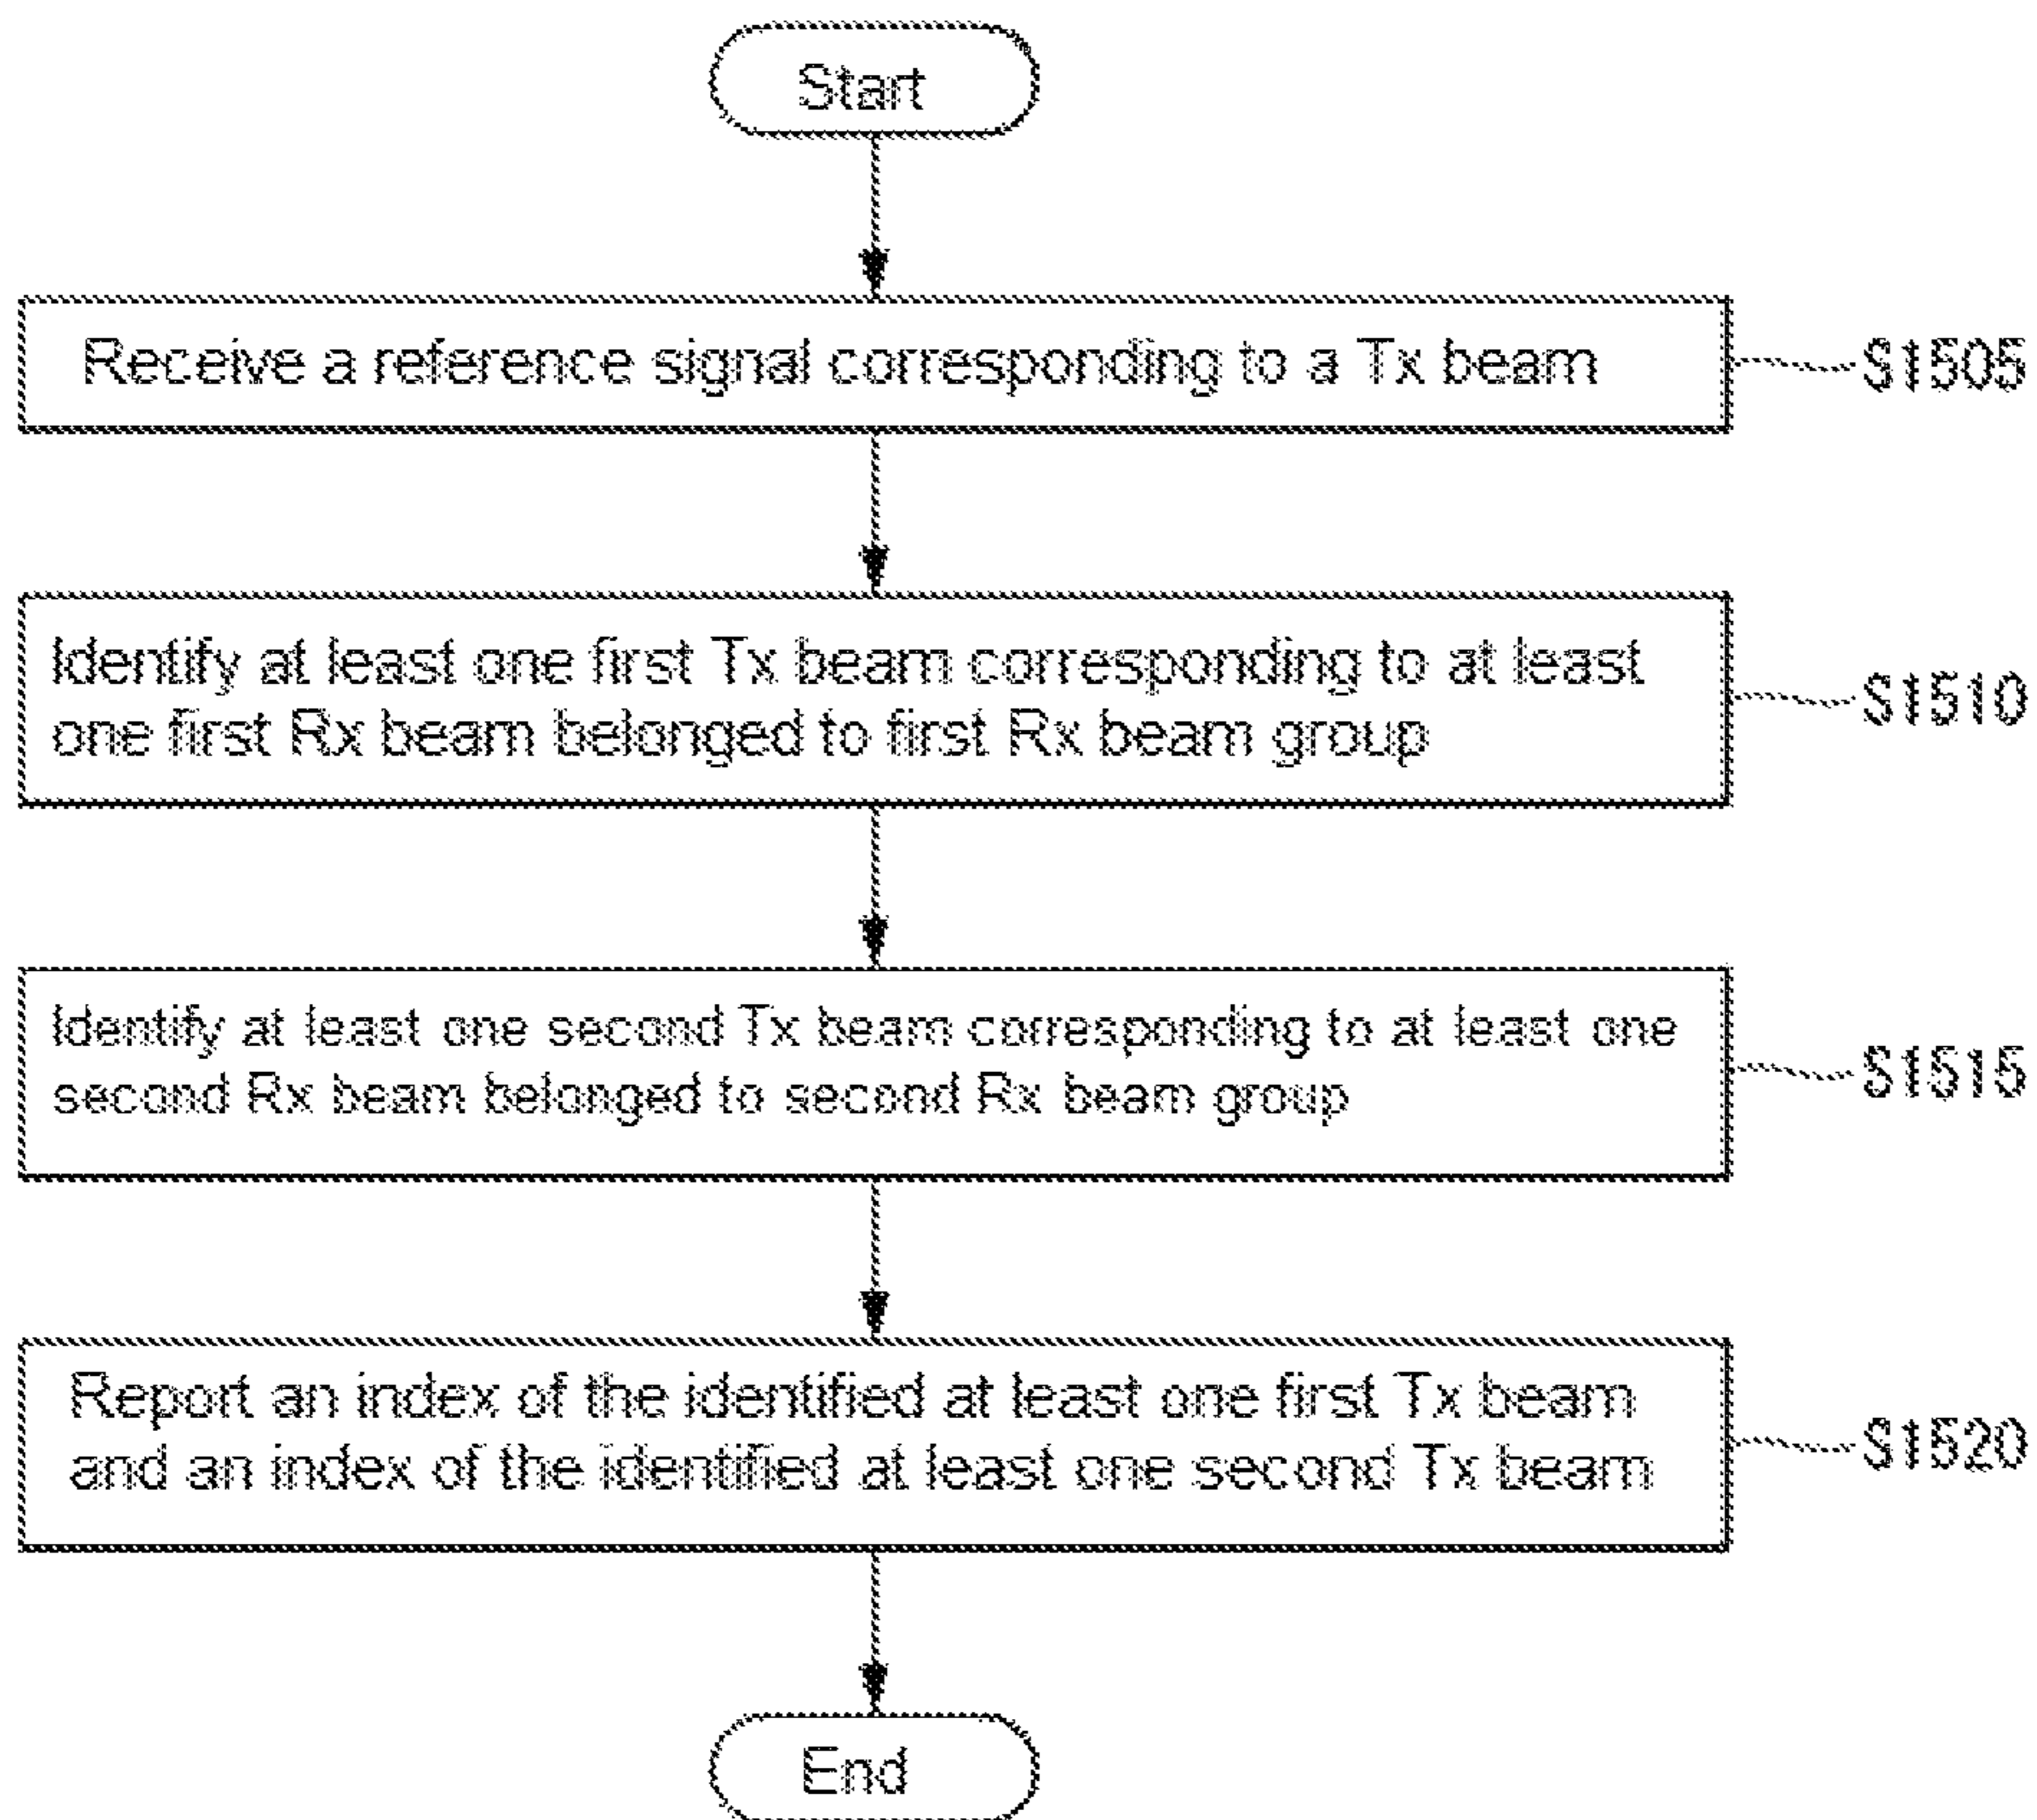 Start
Receive a reference signal corresponding to a Tx beam
S1505
Identify at least one first Tx beam corresponding to at least
one first Rx beam belonged to first Rx beam group
S1510
Identify at least one second Tx beam corresponding to at least one
second Rx beam belonged to second Rx beam group
S1515
Report an index of the identified at least one first Tx beam
and an index of the identified at least one second Tx beam
S1520
End